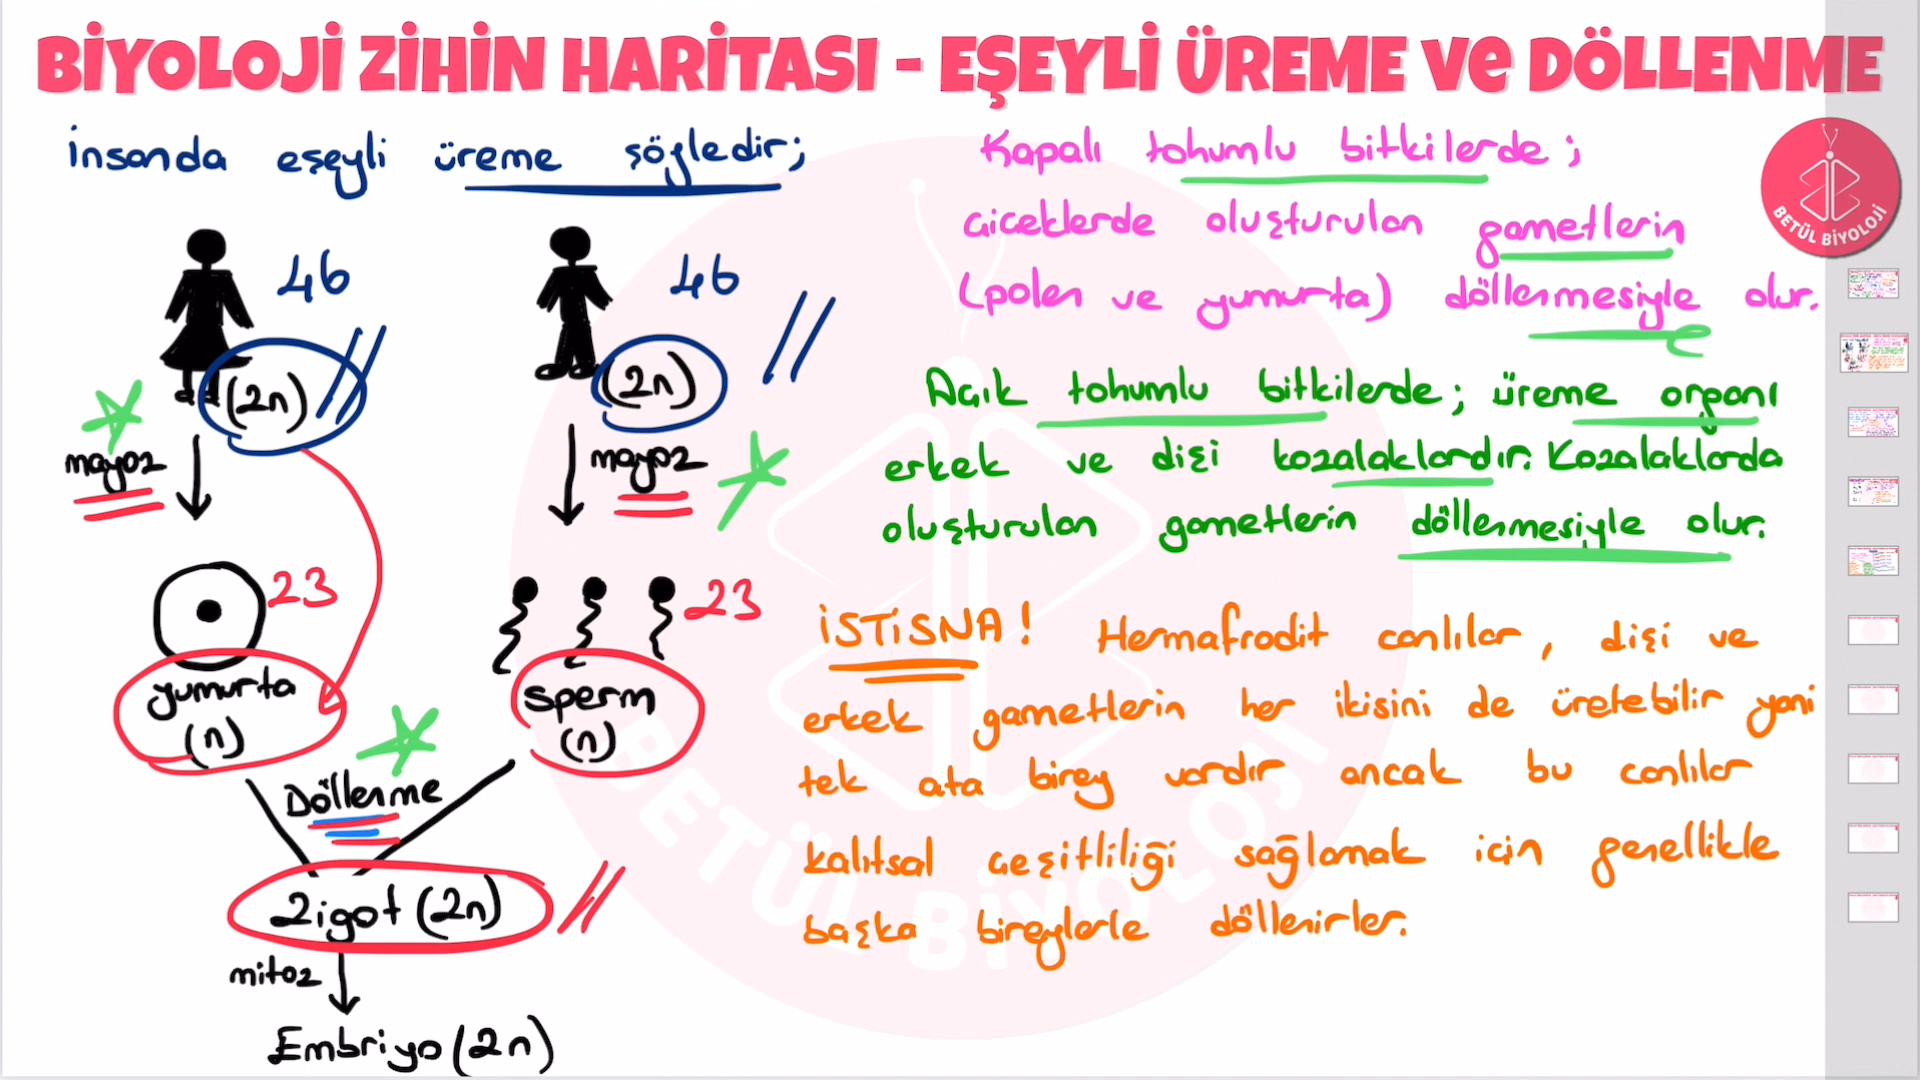 BİYOLOJİ ZİHİN HARİTASI - EŞEYLİ ÜREME ve DÖLLENME
İnsanda eşeyli üreme şöyledir;
46
46
(2n)
(2n)
mayoz
mayoz
23
23
yumurta
(n)
sperm
(n)
Döllenme
Zigot (2n)
mitoz
Embriyo (2n)
Kapalı tohumlu bitkilerde;
çiçeklerde oluşturulan gametlerin
(polen ve yumurta) döllenmesiyle olur.
Açık tohumlu bitkilerde; üreme organı
erkek ve dişi kozalaklardır. Kozalaklarda
oluşturulan gametlerin döllenmesiyle olur.
İSTİSNA! Hermafrodit canlılar, dişi ve
erkek gametlerin her ikisini de üretebilir yani
tek ata birey vardır ancak bu canlılar
kalıtsal çeşitliliği sağlamak için genellikle
başka bireylerle döllenirler.
BETÜL BİYOLOJİ
BETÜL BİYOLOJİ